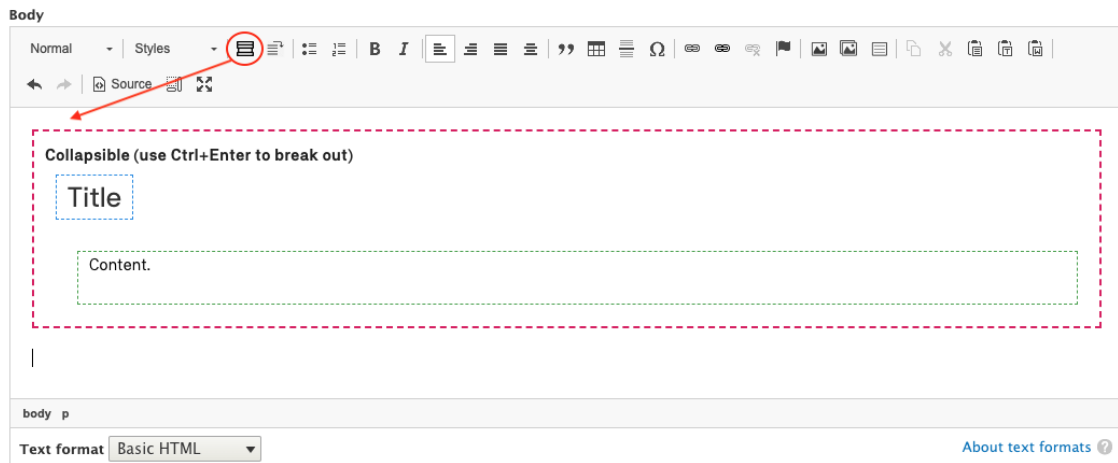 Body
Normal Styles B I Ω
Source
Collapsible (use Ctrl+Enter to break out)
Title
Content.
body p
Text format Basic HTML About text formats ?